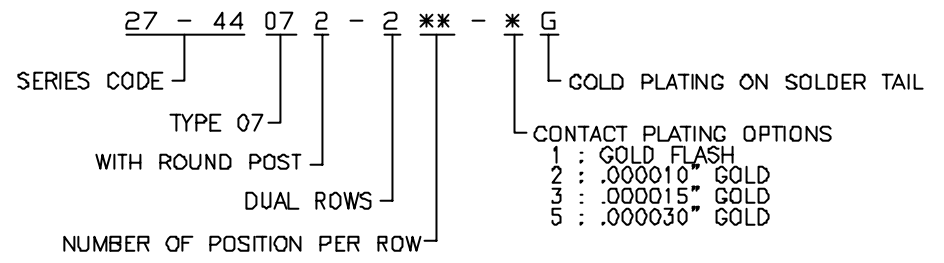 27 - 44 07 2 - 2 ** - * G
SERIES CODE
GOLD PLATING ON SOLDER TAIL
TYPE 07
CONTACT PLATING OPTIONS
1 : GOLD FLASH
WITH ROUND POST
2 : .000010" GOLD
3 : .000015" GOLD
DUAL ROWS
5 : .000030" GOLD
NUMBER OF POSITION PER ROW